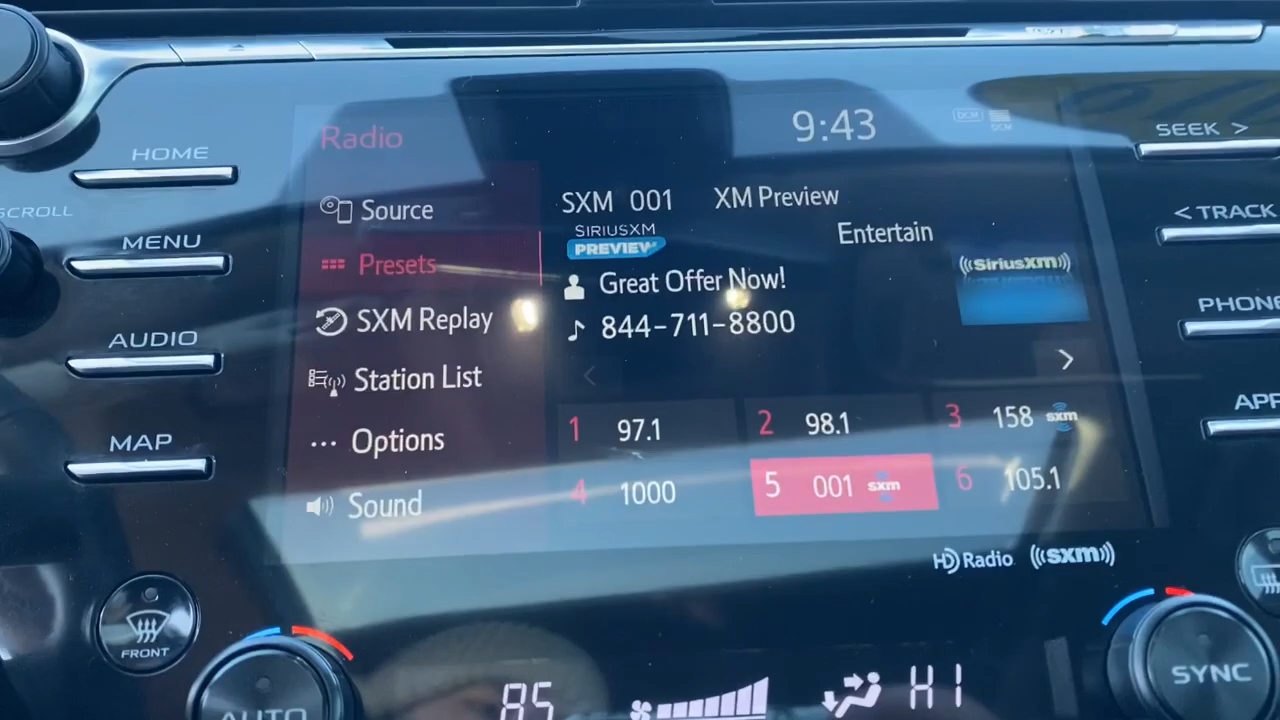 HOME
SCROLL
MENU
AUDIO
MAP
Radio
9:43
DCM
DCM
SEEK >
< TRACK
PHONE
Source
Presets
SXM Replay
Station List
Options
Sound
SXM 001 XM Preview
SIRIUSXM
PREVIEW
Entertain
Great Offer Now!
844-711-8800
((SiriusXM))
1 97.1
2 98.1
3 158 sxm
4 1000
5 001 sxm
6 105.1
HD Radio ((sxm))
FRONT
AUTO
85
HI
SYNC